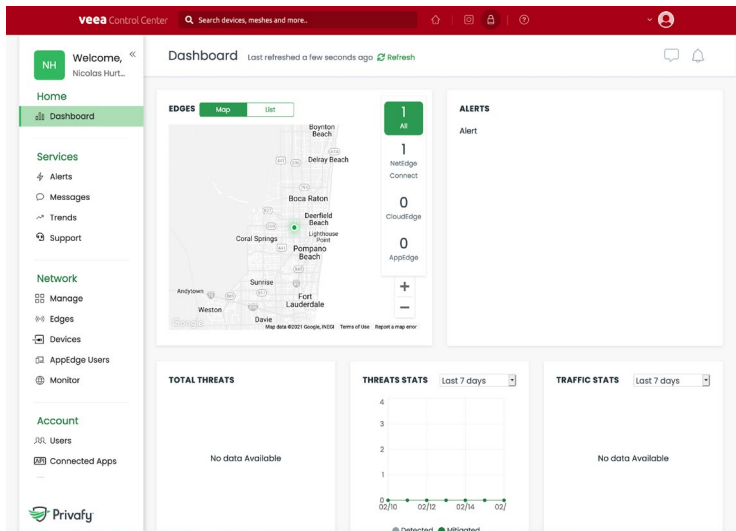 veea Control Center
Search devices, meshes and more..
NH
Welcome,
Nicolas Hurt...
Home
Dashboard
Services
Alerts
Messages
Trends
Support
Network
Manage
Edges
Devices
AppEdge Users
Monitor
Account
Users
API Connected Apps
Privafy
Dashboard Last refreshed a few seconds ago Refresh
EDGES Map List
Boynton
Beach
Delray Beach
Boca Raton
Deerfield
Beach
Lighthouse
Point
Coral Springs
Pompano
Beach
Sunrise
Andytown
Fort
Lauderdale
Weston
Davie
Google
Map data ©2021 Google, INEGI Terms of Use Report a map error
1
All
1
NetEdge
Connect
0
CloudEdge
0
AppEdge
+
−
ALERTS
Alert
TOTAL THREATS
No data Available
THREATS STATS Last 7 days
4
3
2
1
0
02/10 02/12 02/14 02/
Detected Mitigated
TRAFFIC STATS Last 7 days
No data Available